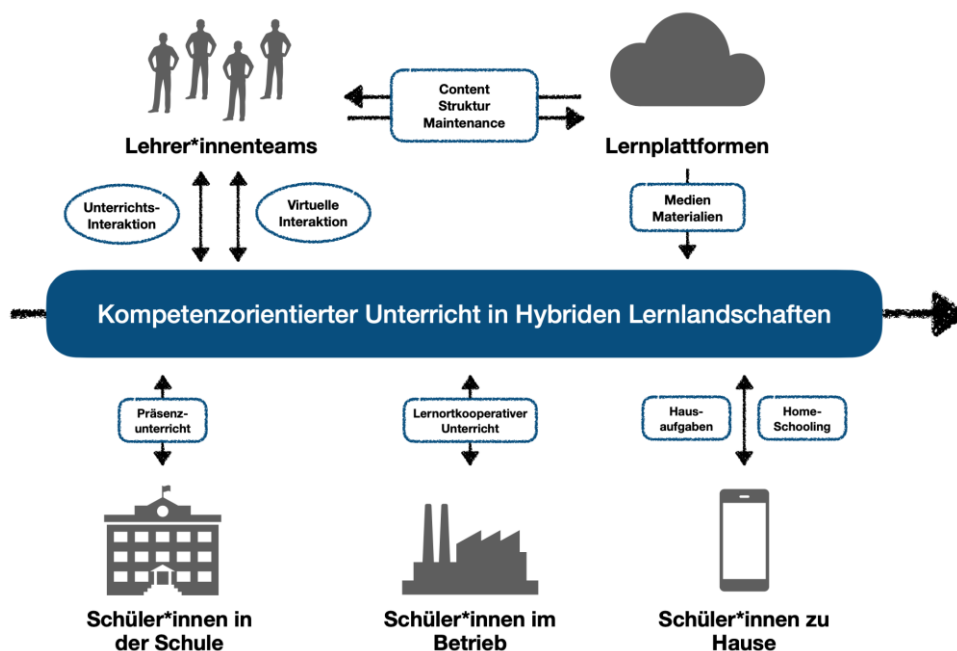 Content
Struktur
Maintenance
Lehrer*innenteams
Lernplattformen
Unterrichts-
Interaktion
Virtuelle
Interaktion
Medien
Materialien
Kompetenzorientierter Unterricht in Hybriden Lernlandschaften
Präsenz-
unterricht
Lernortkooperativer
Unterricht
Haus-
aufgaben
Home-
Schooling
Schüler*innen in
der Schule
Schüler*innen im
Betrieb
Schüler*innen zu
Hause